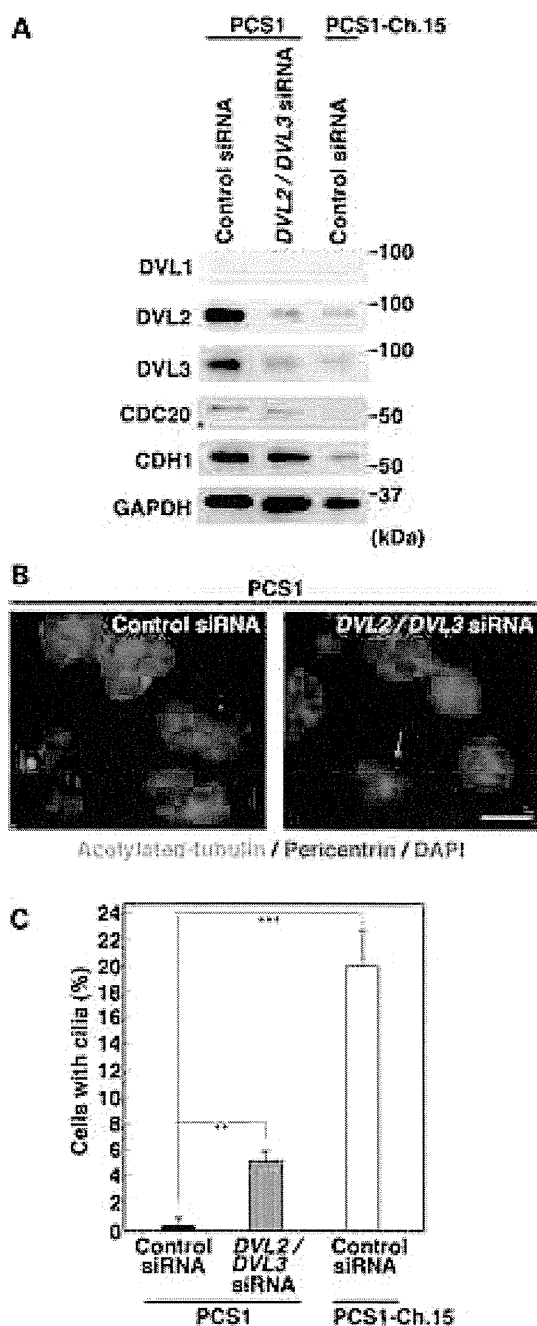 A
PCS1 PCS1-Ch.15
Control siRNA
DVL2 / DVL3 siRNA
Control siRNA
DVL1 -100
DVL2 -100
DVL3 -100
CDC20 -50
*
CDH1 -50
GAPDH -37
(kDa)
B
PCS1
Control siRNA DVL2 / DVL3 siRNA
Acetylated-tubulin / Pericentrin / DAPI
C
Cells with cilia (%)
24
22
20
18
16
14
12
10
8
6
4
2
0
***
**
Control siRNA
DVL2 / DVL3 siRNA
Control siRNA
PCS1 PCS1-Ch.15